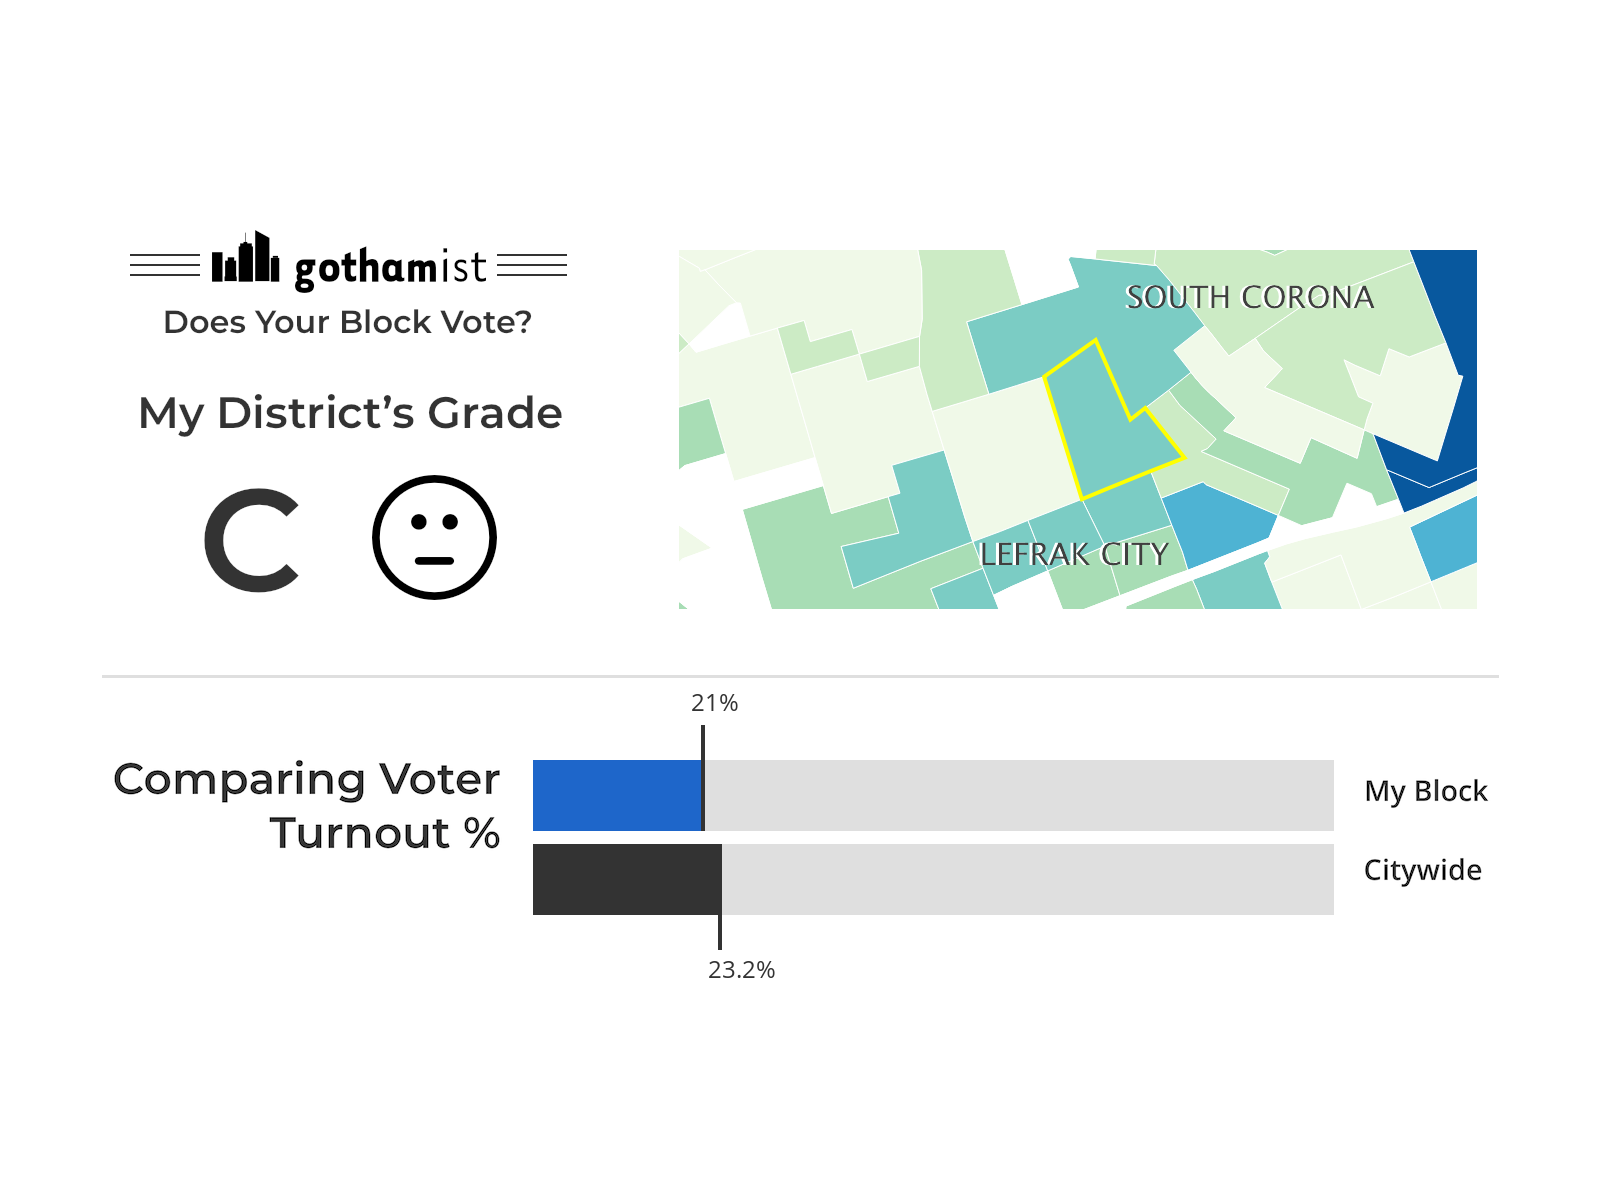 gothamist
Does Your Block Vote?
My District's Grade
C
SOUTH CORONA
LEFRAK CITY
21%
Comparing Voter
Turnout %
My Block
Citywide
23.2%